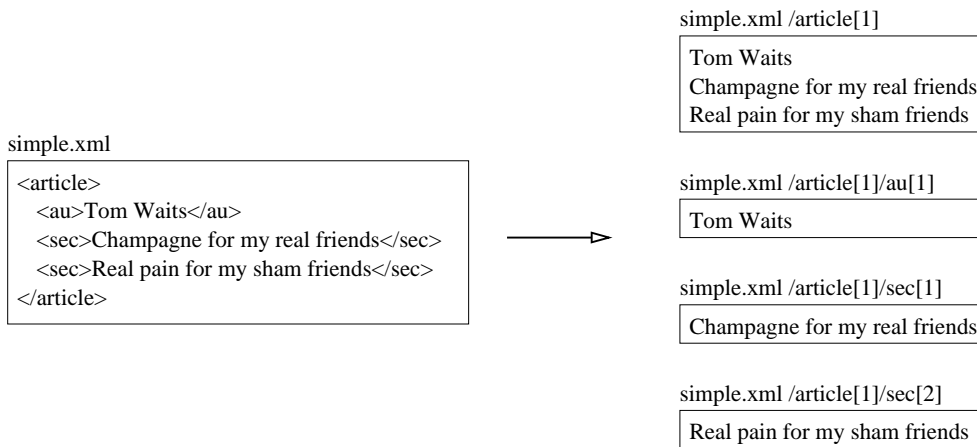 simple.xml
<article>
<au>Tom Waits</au>
<sec>Champagne for my real friends</sec>
<sec>Real pain for my sham friends</sec>
</article>
simple.xml /article[1]
Tom Waits
Champagne for my real friends
Real pain for my sham friends
simple.xml /article[1]/au[1]
Tom Waits
simple.xml /article[1]/sec[1]
Champagne for my real friends
simple.xml /article[1]/sec[2]
Real pain for my sham friends